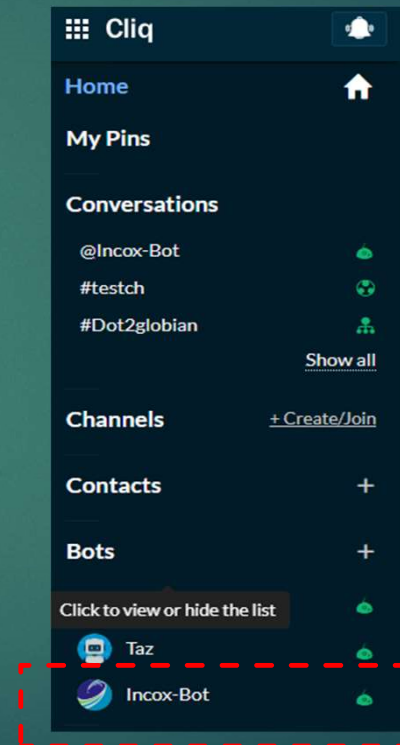 Cliq
Home
My Pins
Conversations
@Incox-Bot
#testch
#Dot2globian
Show all
Channels
+ Create/Join
Contacts
+
Bots
+
Click to view or hide the list
Taz
Incox-Bot